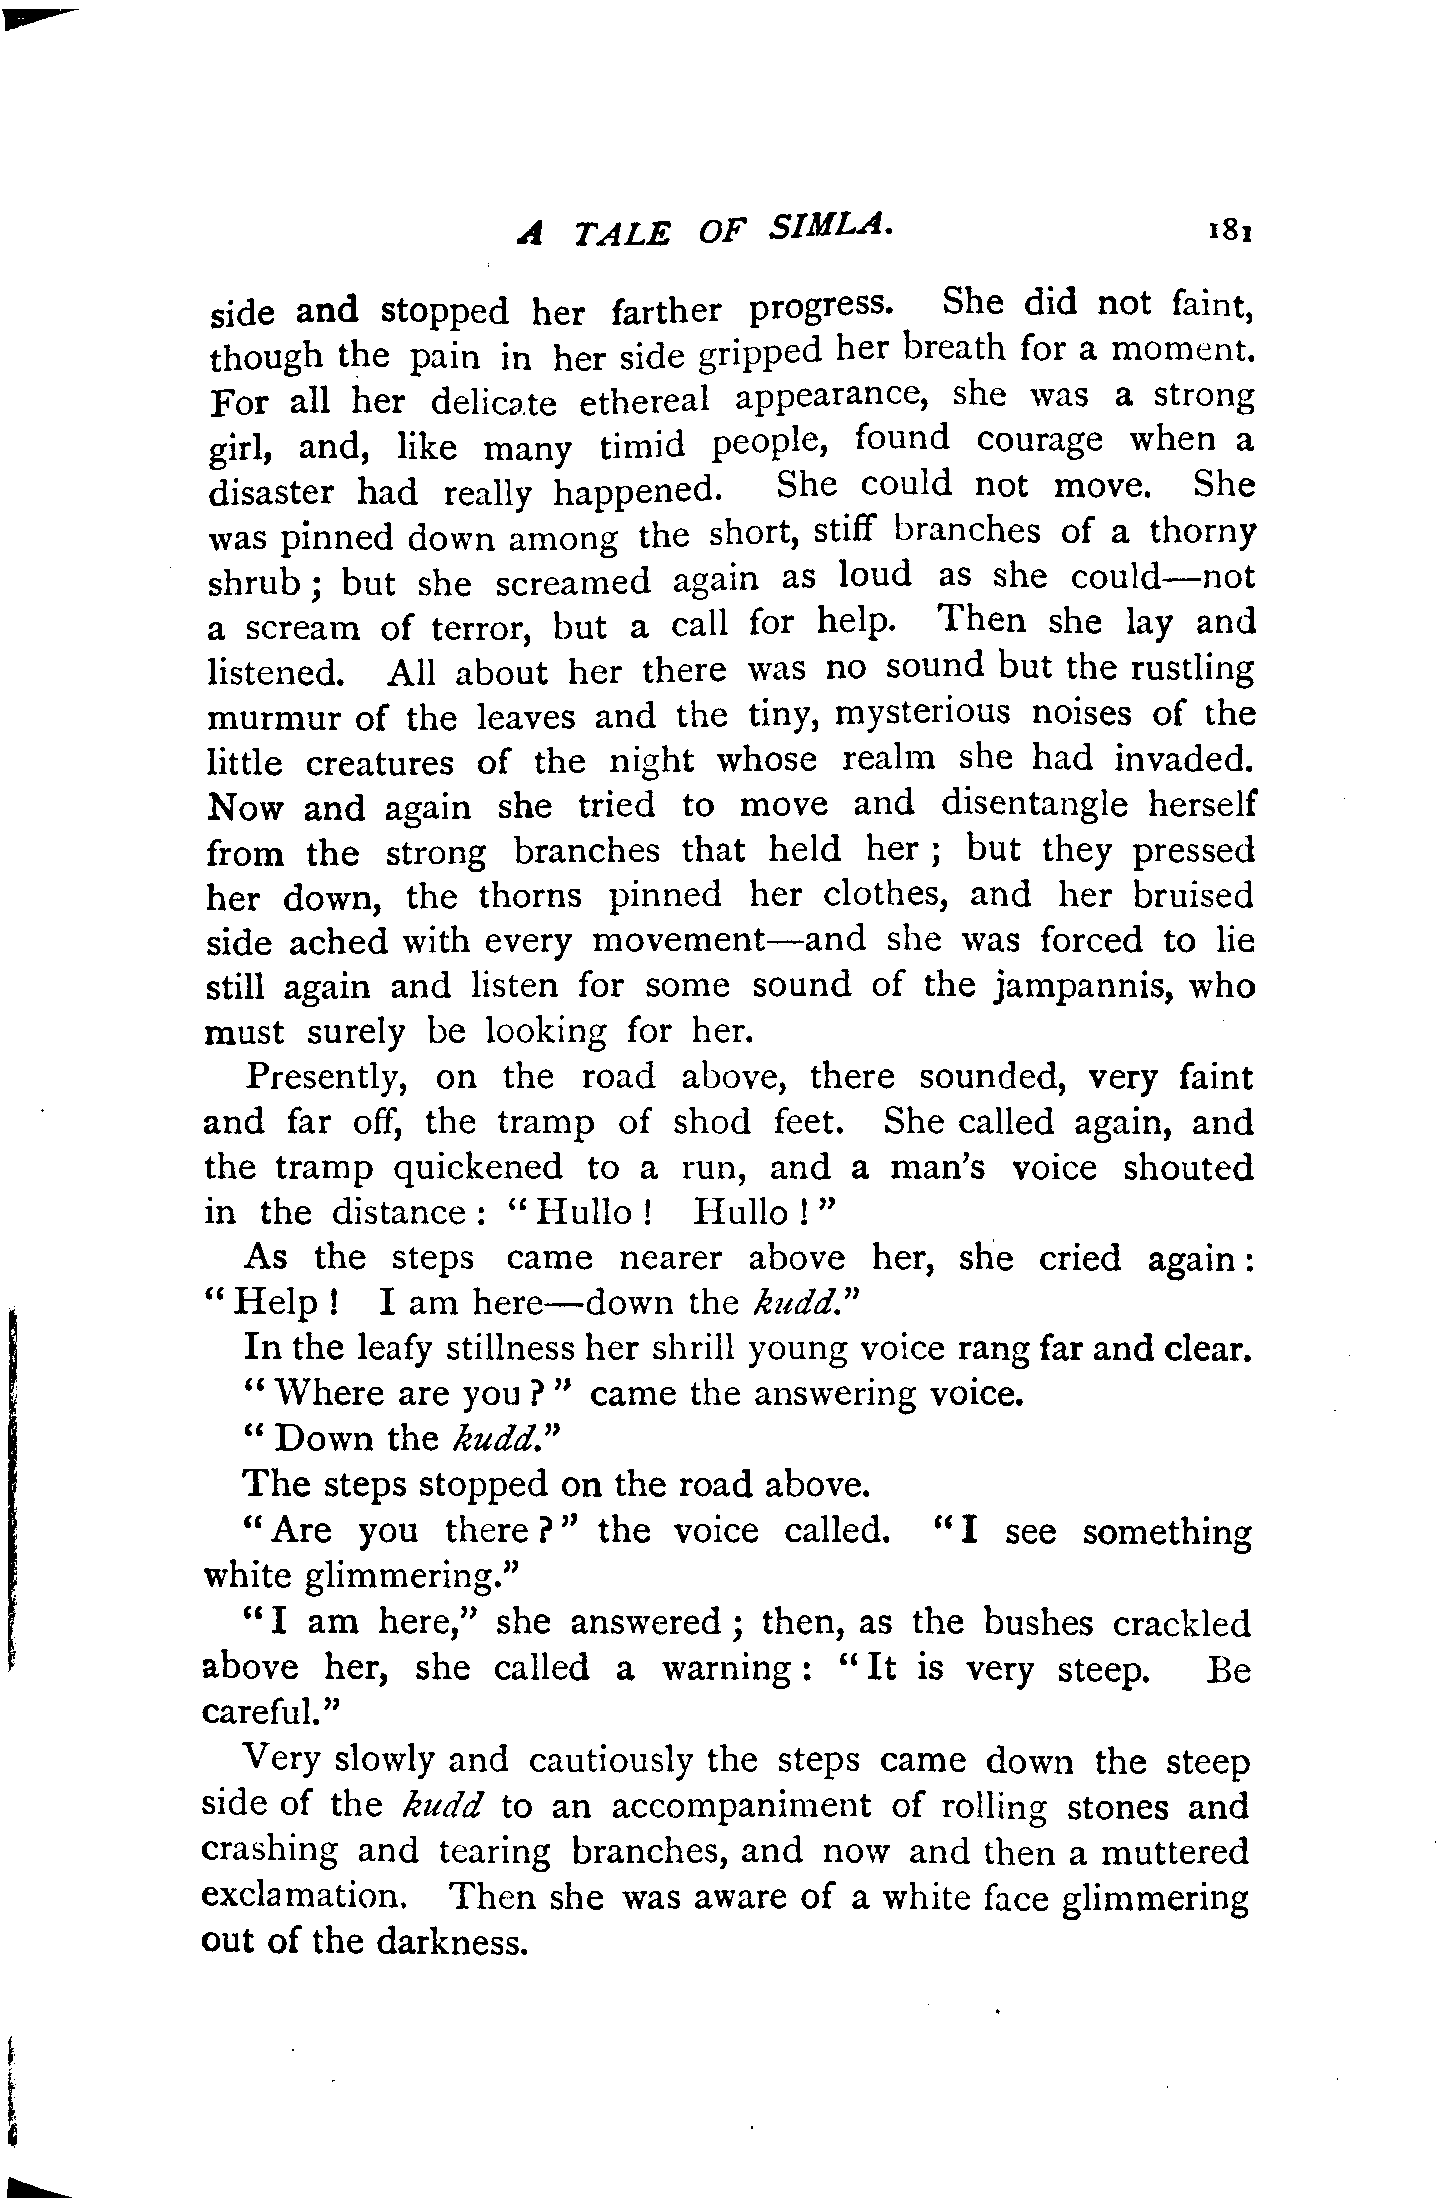 A TALE OF SIMLA. 181
side and stopped her farther progress. She did not faint,
though the pain in her side gripped her breath for a moment.
For all her delicate ethereal appearance, she was a strong
girl, and, like many timid people, found courage when a
disaster had really happened. She could not move. She
was pinned down among the short, stiff branches of a thorny
shrub ; but she screamed again as loud as she could—not
a scream of terror, but a call for help. Then she lay and
listened. All about her there was no sound but the rustling
murmur of the leaves and the tiny, mysterious noises of the
little creatures of the night whose realm she had invaded.
Now and again she tried to move and disentangle herself
from the strong branches that held her ; but they pressed
her down, the thorns pinned her clothes, and her bruised
side ached with every movement—and she was forced to lie
still again and listen for some sound of the jampannis, who
must surely be looking for her.
Presently, on the road above, there sounded, very faint
and far off, the tramp of shod feet. She called again, and
the tramp quickened to a run, and a man's voice shouted
in the distance : “ Hullo ! Hullo ! ”
As the steps came nearer above her, she cried again :
“ Help ! I am here—down the kudd.”
In the leafy stillness her shrill young voice rang far and clear.
“ Where are you ? ” came the answering voice.
“ Down the kudd.”
The steps stopped on the road above.
“ Are you there ? ” the voice called. “ I see something
white glimmering.”
“ I am here,” she answered ; then, as the bushes crackled
above her, she called a warning : “ It is very steep. Be
careful.”
Very slowly and cautiously the steps came down the steep
side of the kudd to an accompaniment of rolling stones and
crashing and tearing branches, and now and then a muttered
exclamation. Then she was aware of a white face glimmering
out of the darkness.